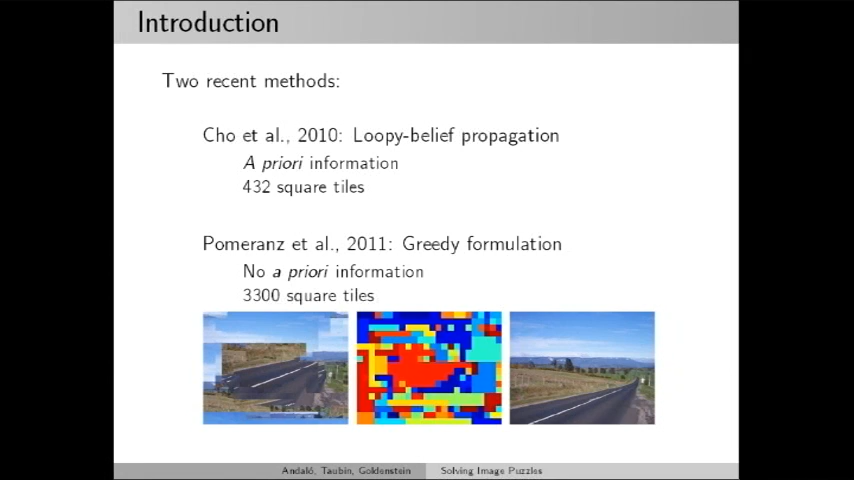 Introduction
Two recent methods:
Cho et al., 2010: Loopy-belief propagation
A priori information
432 square tiles
Pomeranz et al., 2011: Greedy formulation
No a priori information
3300 square tiles
Andaló, Taubin, Goldenstein Solving Image Puzzles